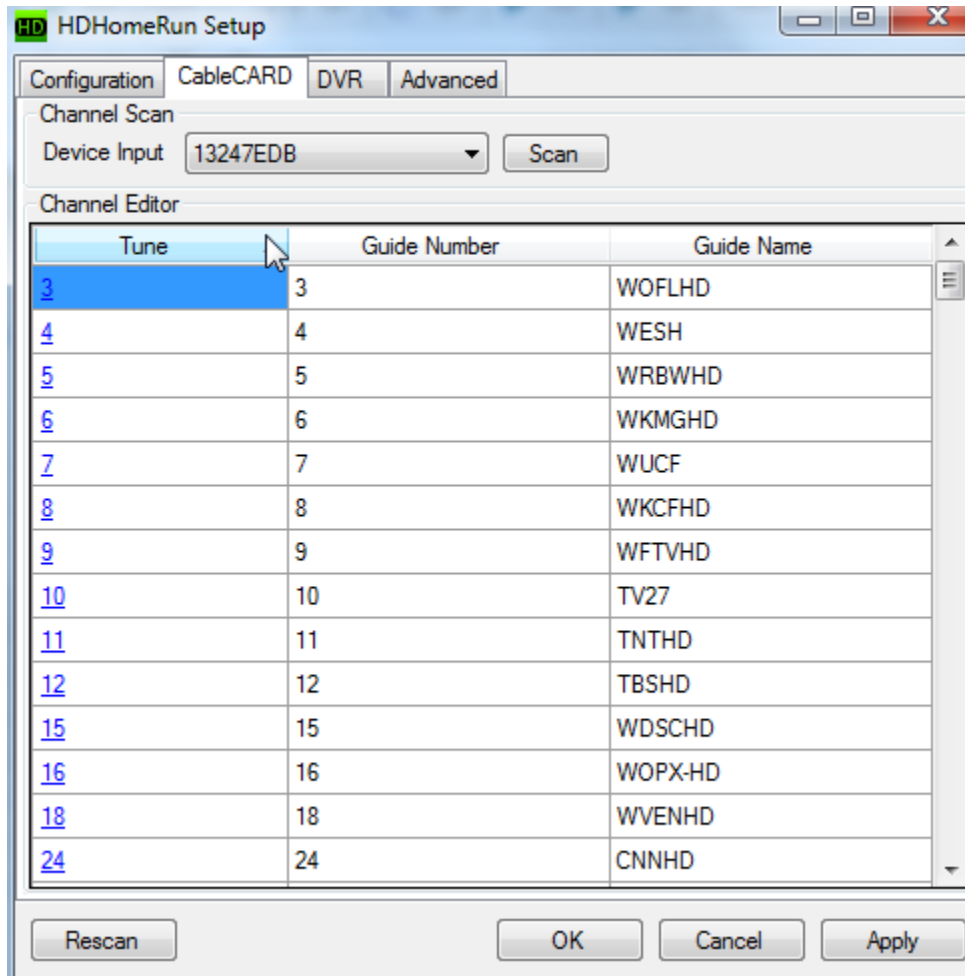 HD HDHomeRun Setup
Configuration CableCARD DVR Advanced
Channel Scan
Device Input 13247EDB Scan
Channel Editor
Tune Guide Number Guide Name
3 3 WOFLHD
4 4 WESH
5 5 WRBWHD
6 6 WKMGHD
7 7 WUCF
8 8 WKCFHD
9 9 WFTVHD
10 10 TV27
11 11 TNTHD
12 12 TBSHD
15 15 WDSCHD
16 16 WOPX-HD
18 18 WVENHD
24 24 CNNHD
Rescan OK Cancel Apply